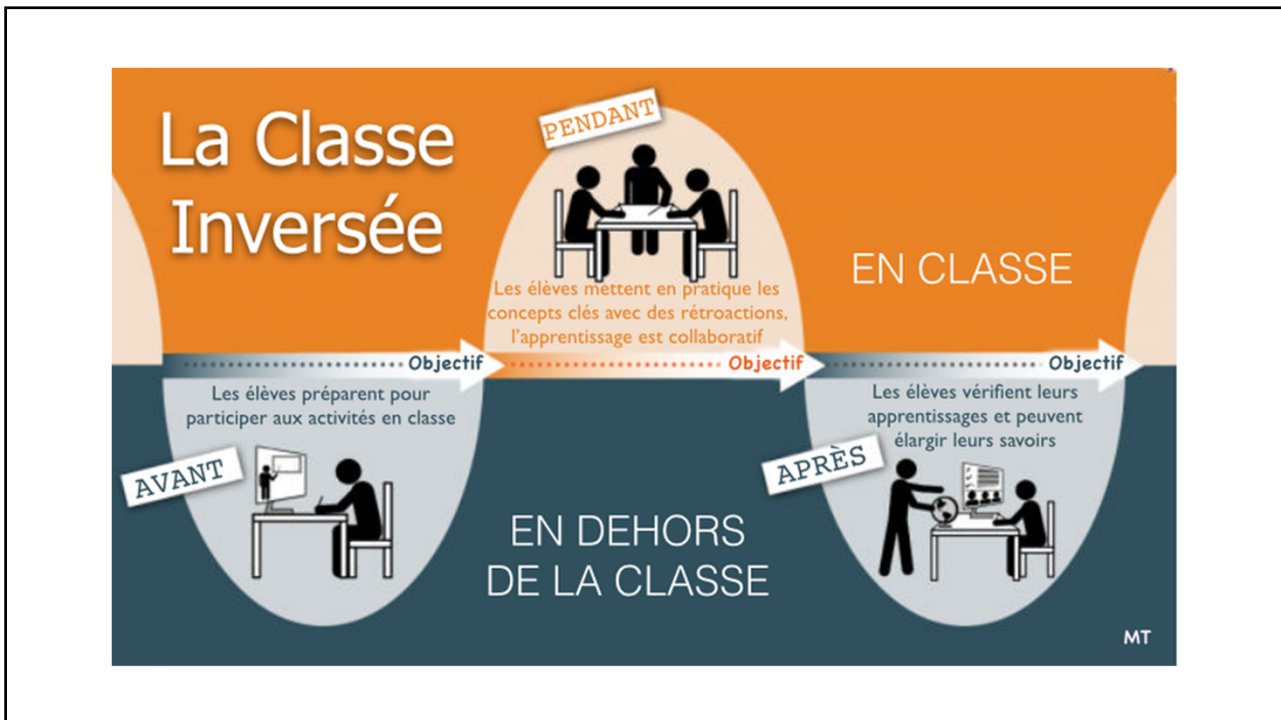 La Classe
Inversée
PENDANT
Les élèves mettent en pratique les
concepts clés avec des rétroactions,
l'apprentissage est collaboratif
EN CLASSE
Objectif
Objectif
Objectif
Les élèves préparent pour
participer aux activités en classe
AVANT
EN DEHORS
DE LA CLASSE
Les élèves vérifient leurs
apprentissages et peuvent
élargir leurs savoirs
APRÈS
MT